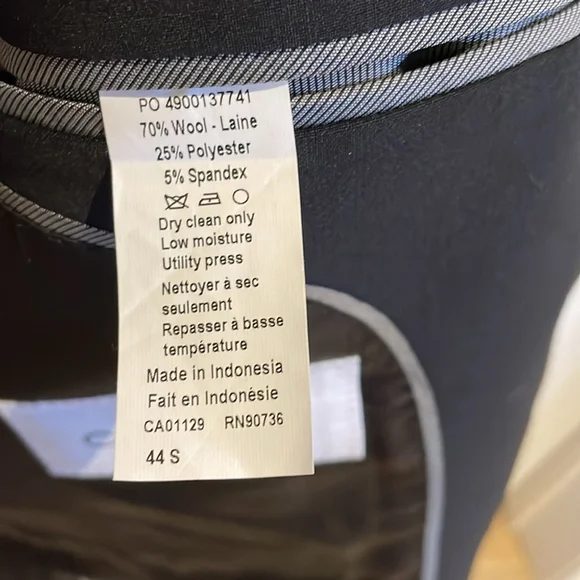 PO 4900137741
70% Wool - Laine
25% Polyester
5% Spandex
Dry clean only
Low moisture
Utility press
Nettoyer à sec
seulement
Repasser à basse
température
Made in Indonesia
Fait en Indonésie
CA01129 RN90736
44 S